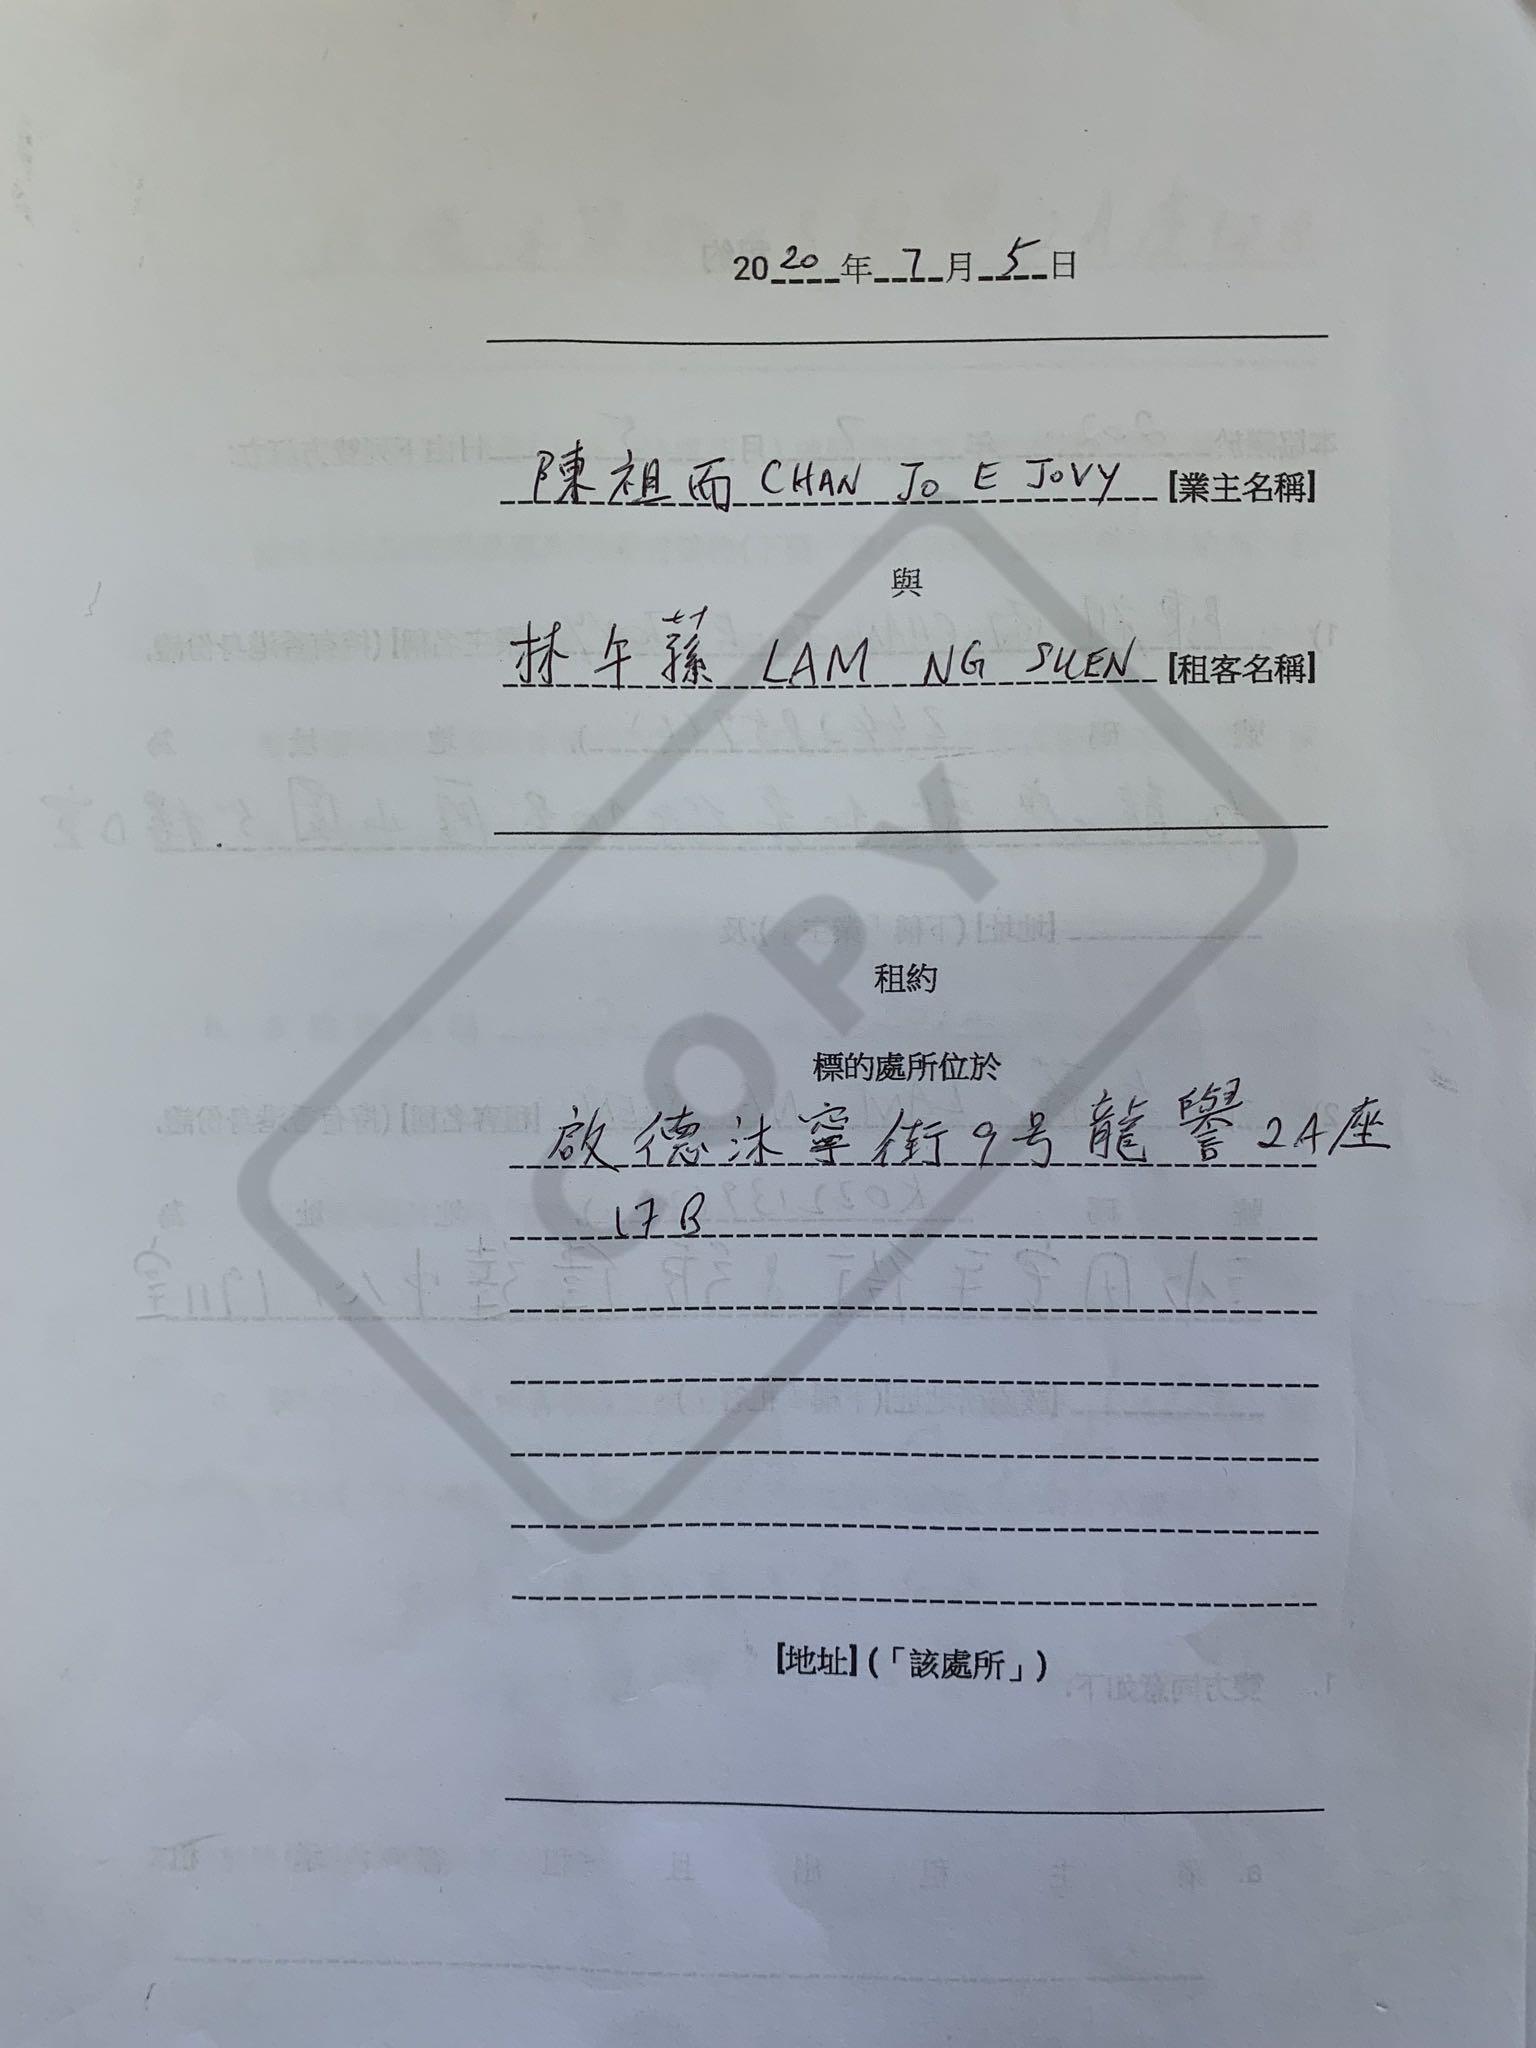 2020年7月5日
陳祖而 CHAN JO E JOVY [業主名稱]
與
林午蓀 LAM NG SUEN [租客名稱]
租約
標的處所位於
啟德沐寧街9号龍譽2A座
17B
[地址](「該處所」)
COPY